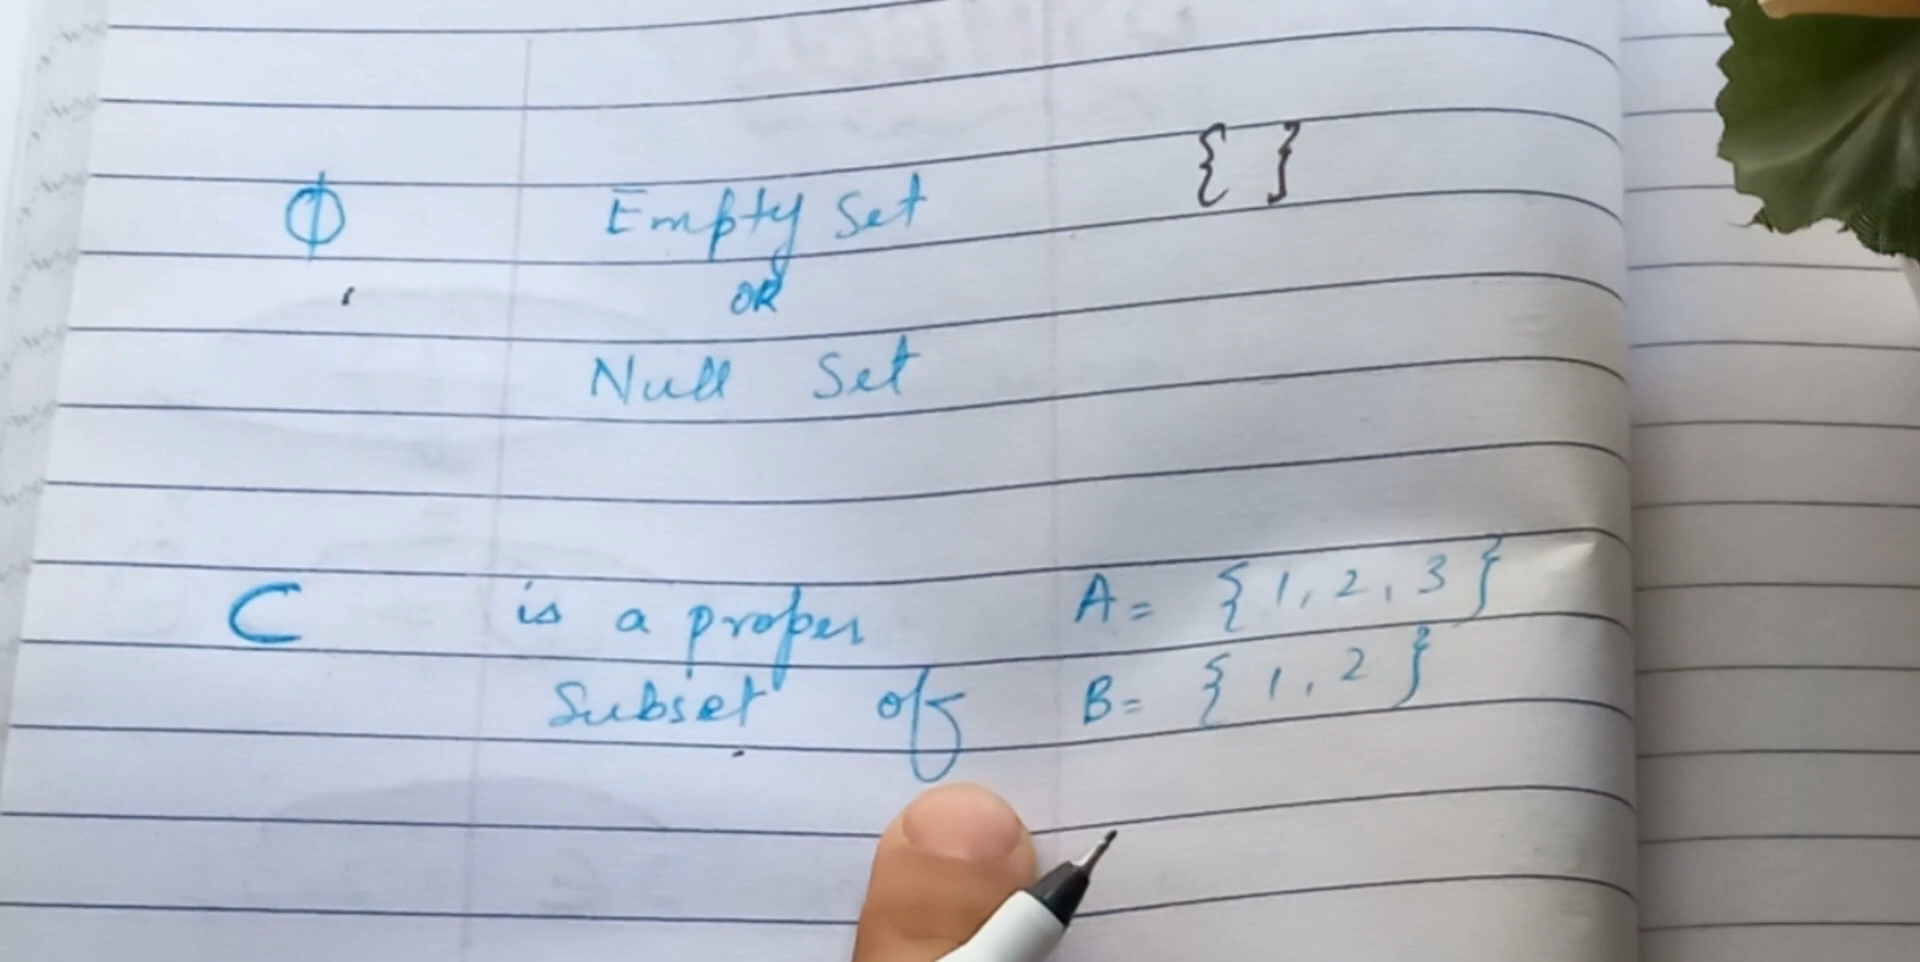 Φ Empty Set { }
OR
Null Set
⊂ is a proper A = {1, 2, 3}
Subset of B = {1, 2}